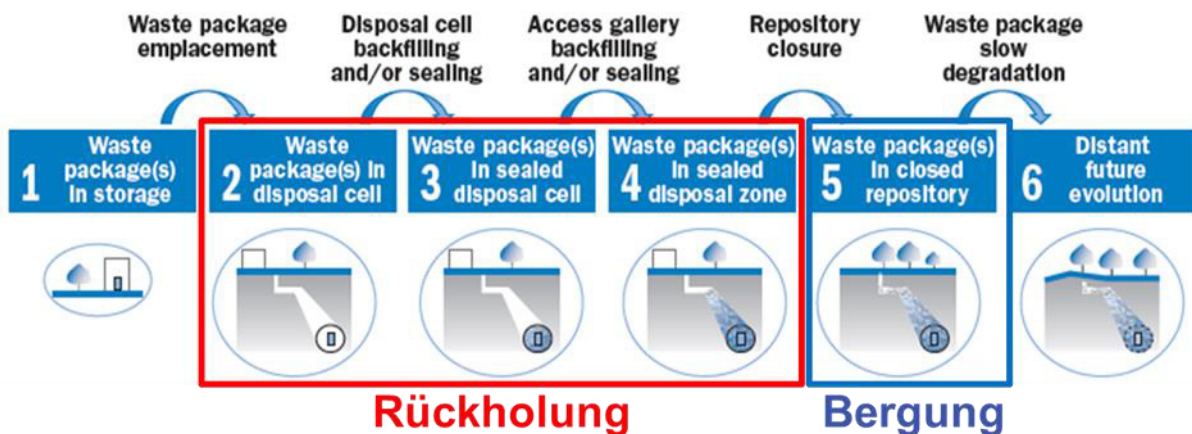 Waste package
emplacement
Disposal cell
backfilling
and/or sealing
Access gallery
backfilling
and/or sealing
Repository
closure
Waste package
slow
degradation
1
Waste
package(s)
in storage
2
Waste
package(s) in
disposal cell
3
Waste package(s)
in sealed
disposal cell
4
Waste package(s)
in sealed
disposal zone
5
Waste package(s)
in closed
repository
6
Distant
future
evolution
Rückholung
Bergung